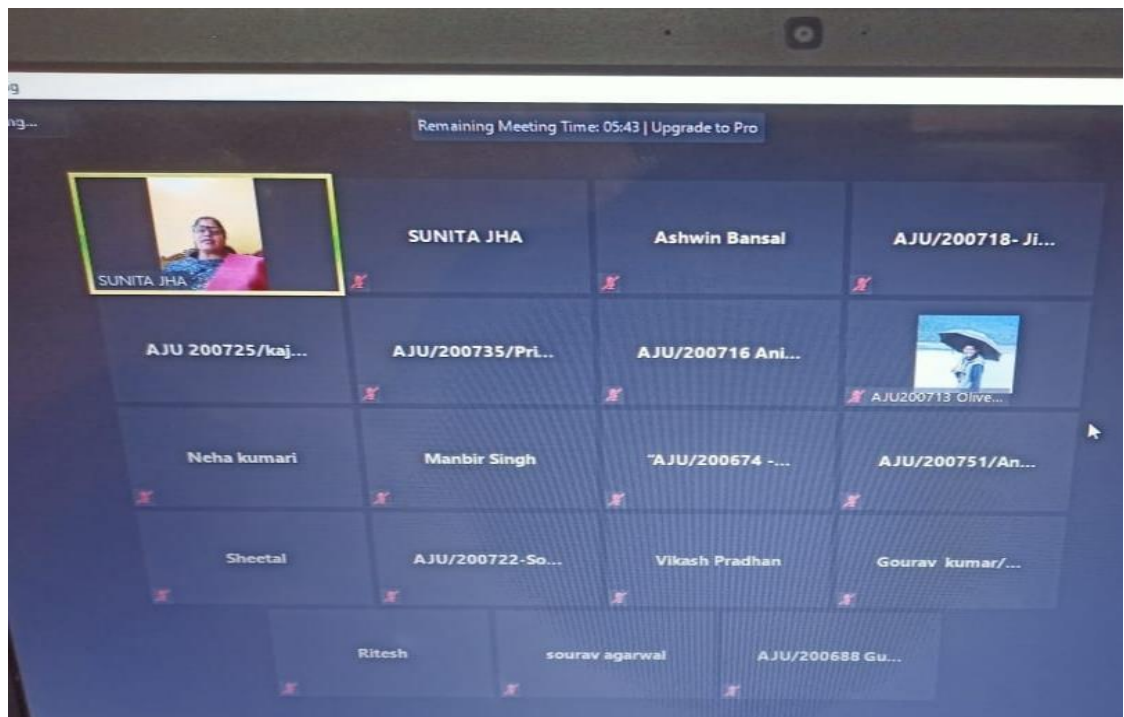 og
ng...
Remaining Meeting Time: 05:43 | Upgrade to Pro
SUNITA JHA
SUNITA JHA
Ashwin Bansal
AJU/200718- Ji...
AJU 200725/kaj...
AJU/200735/Pri...
AJU/200716 Ani...
AJU200713 Olive...
Neha kumari
Manbir Singh
"AJU/200674 -...
AJU/200751/An...
Sheetal
AJU/200722-So...
Vikash Pradhan
Gourav kumar/...
Ritesh
sourav agarwal
AJU/200688 Gu...